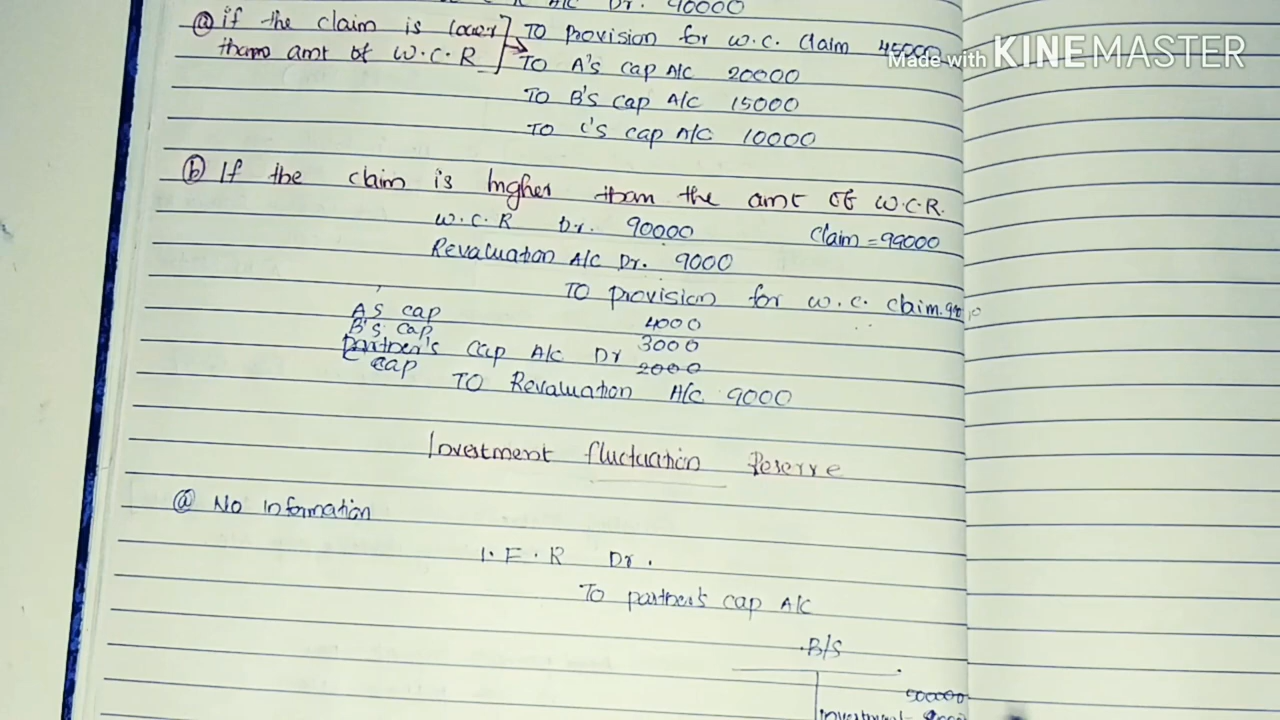 A/C Dr. 90000
@ if the claim is lower TO provision for w.c. claim 45000
than amt of W.C.R TO A's cap A/C 20000
TO B's cap A/C 15000
TO C's cap A/C 10000
Made with KINEMASTER
(b) If the claim is higher than the amt of W.C.R.
W.C.R Dr. 90000 claim = 99000
Revaluation A/C Dr. 9000
TO provision for w.c. claim.
A's cap 4000
B's cap 3000
partner's cap A/C Dr
C cap 2000
TO Revaluation A/C 9000
Investment fluctuation Reserve
@ No information
I.F.R Dr.
To partner's cap A/C
B/S
500000
Investment